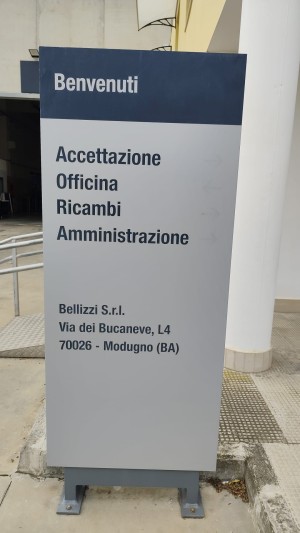 Benvenuti
Accettazione
Officina
Ricambi
Amministrazione
Bellizzi S.r.l.
Via dei Bucaneve, L4
70026 - Modugno (BA)